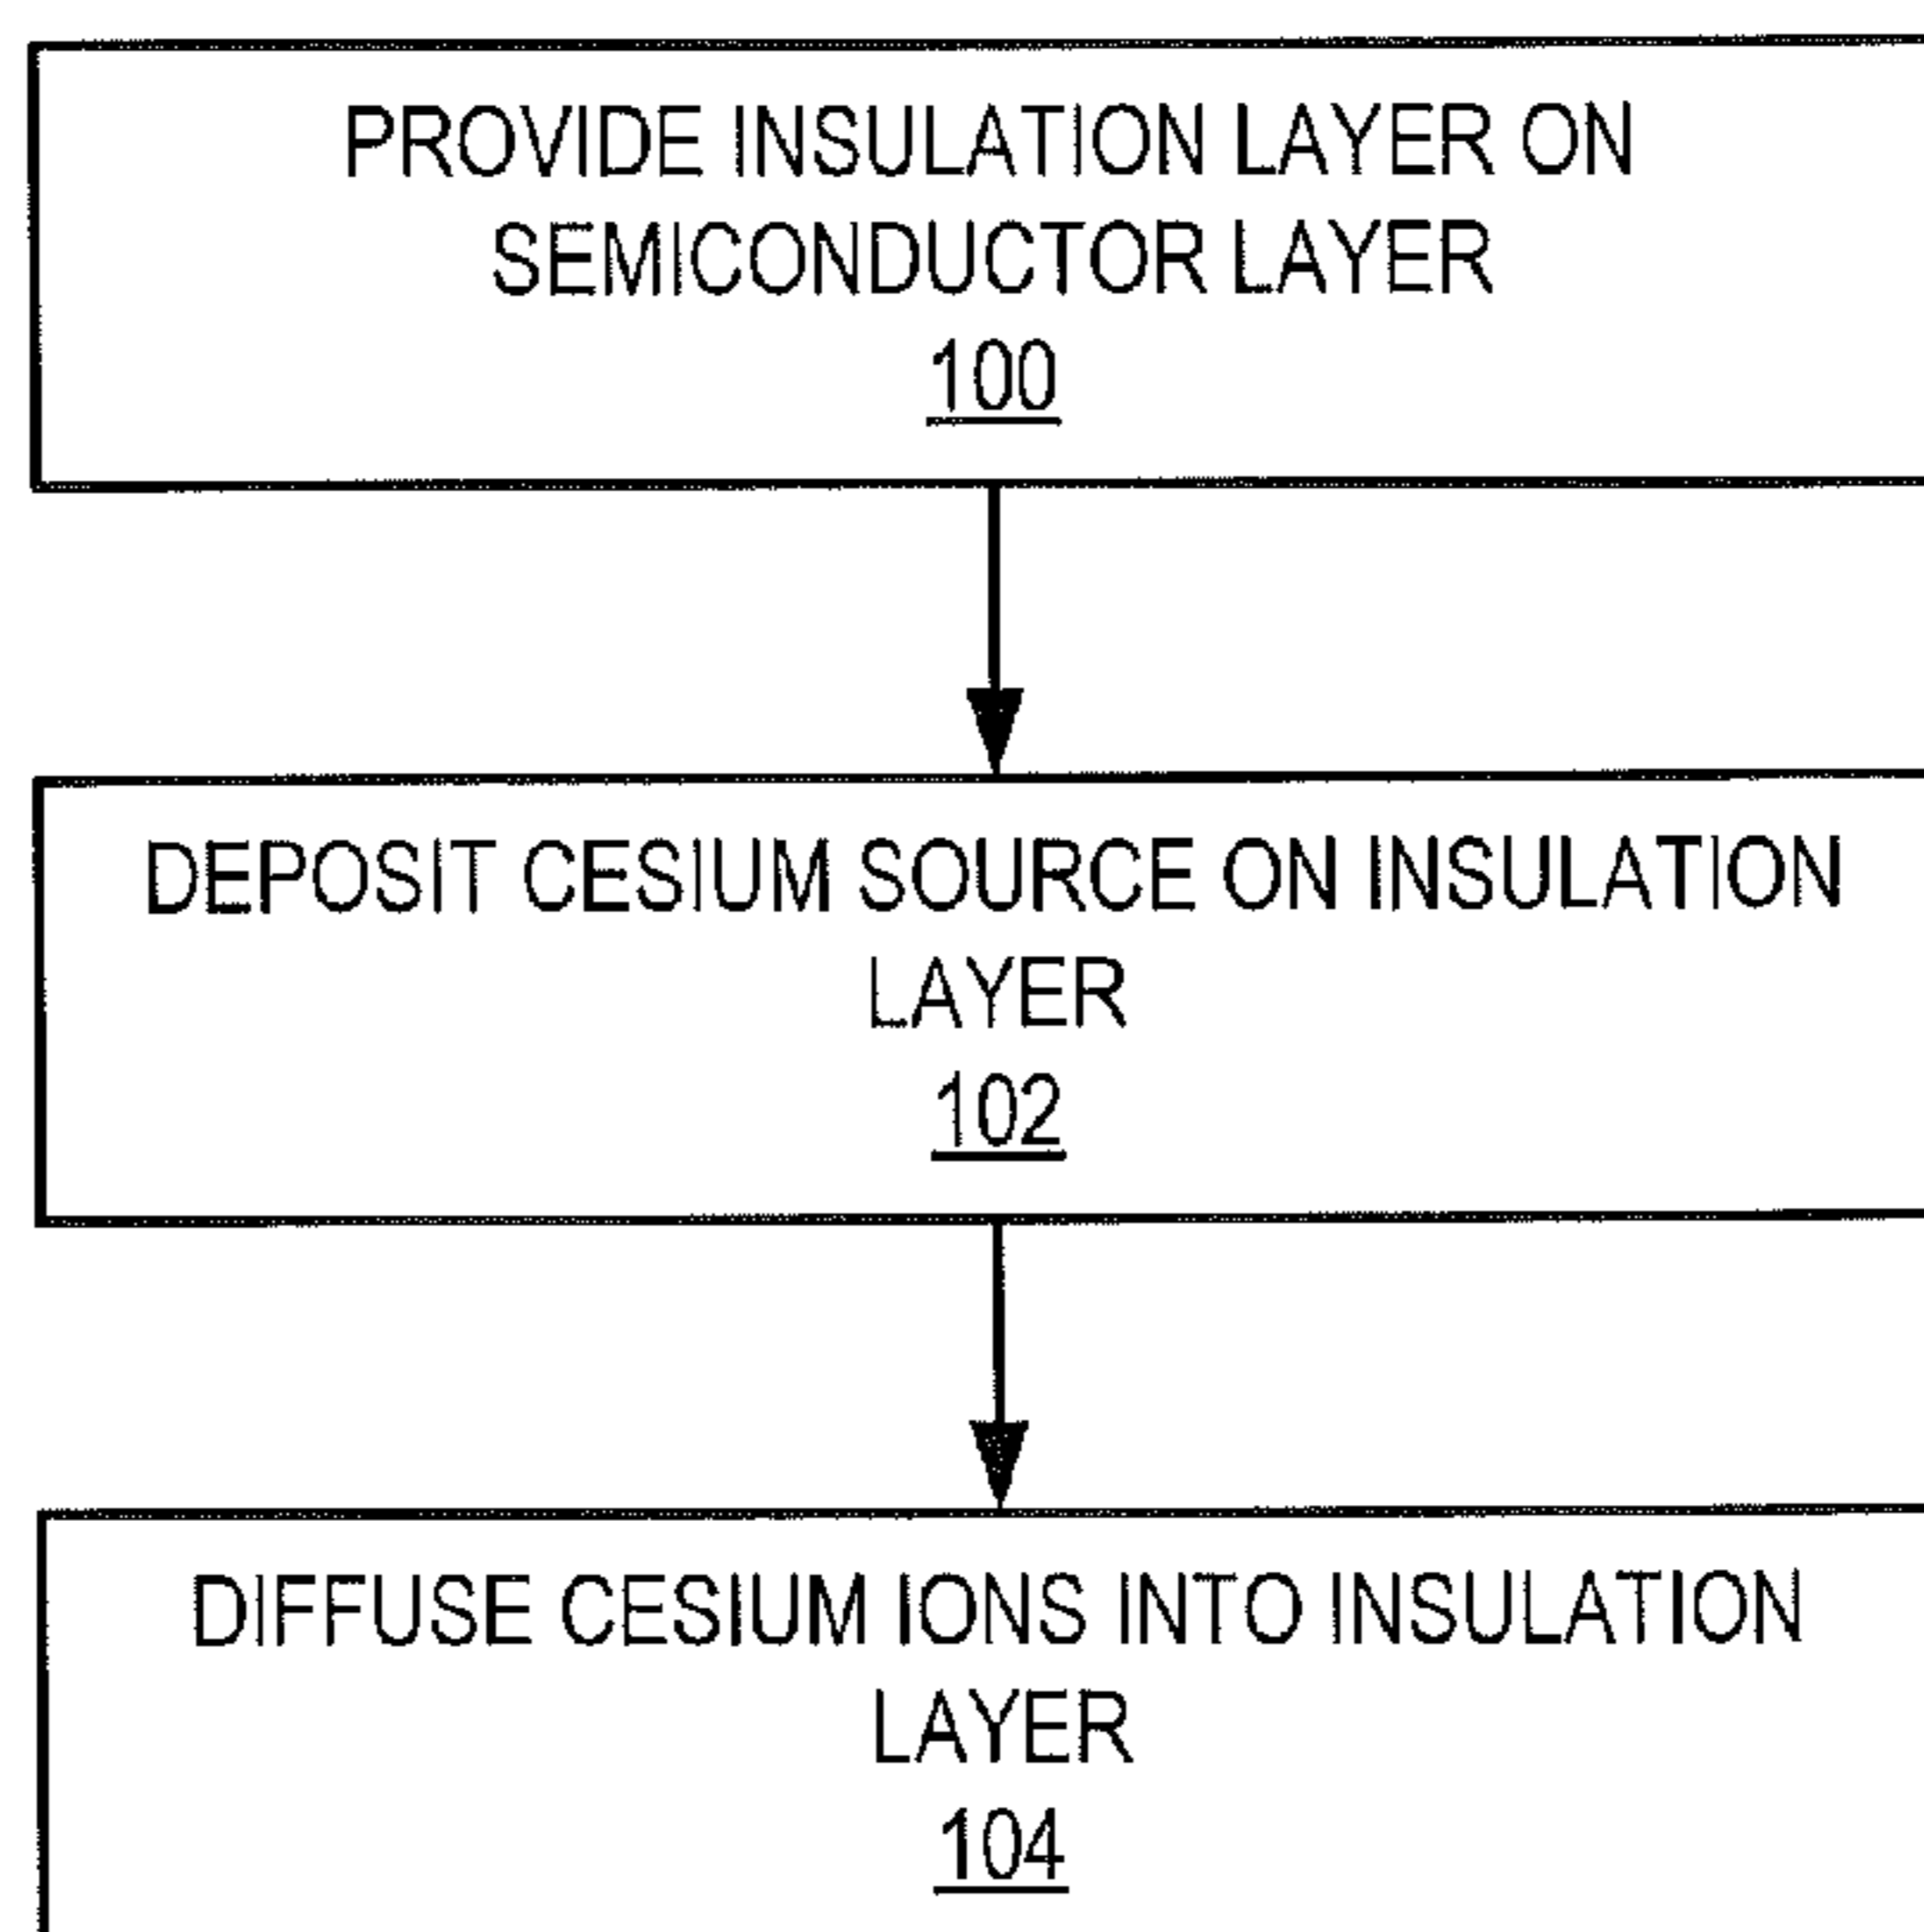 PROVIDE INSULATION LAYER ON
SEMICONDUCTOR LAYER
100
DEPOSIT CESIUM SOURCE ON INSULATION
LAYER
102
DIFFUSE CESIUM IONS INTO INSULATION
LAYER
104